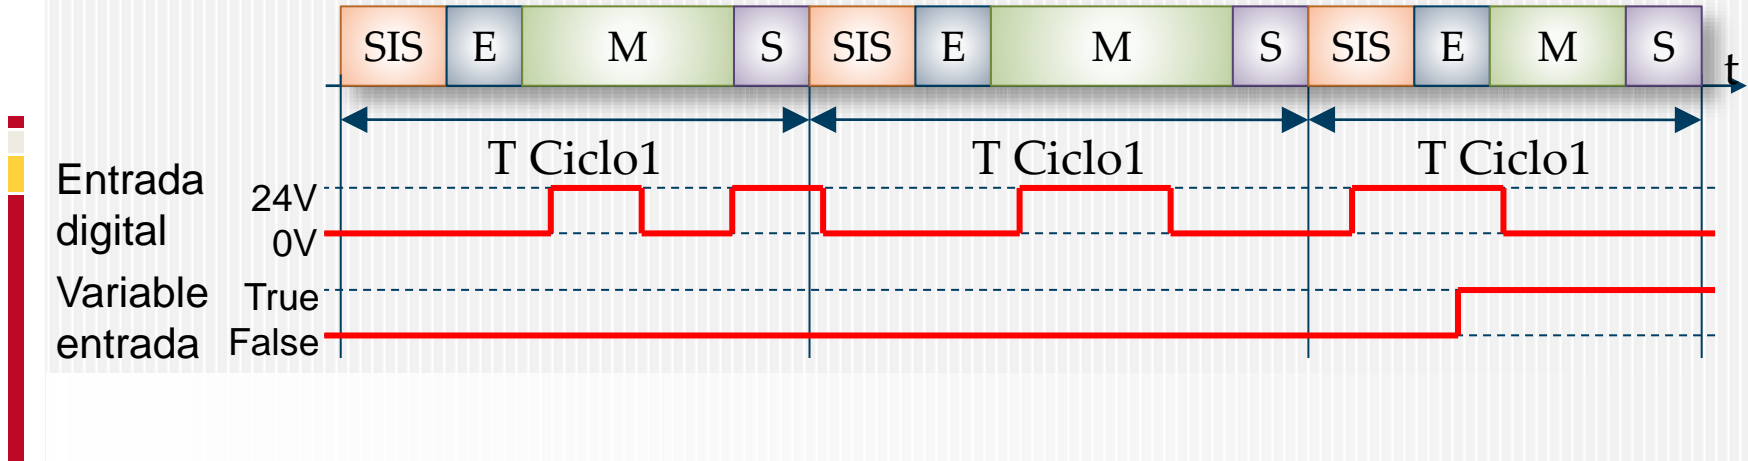 SIS E M S SIS E M S SIS E M S t
T Ciclo1 T Ciclo1 T Ciclo1
Entrada
digital
24V
0V
Variable
entrada
True
False